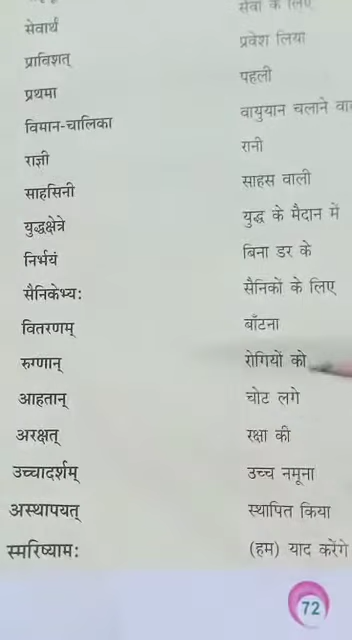 सेवार्थ सेवा के लिए
प्राविशत् प्रवेश लिया
प्रथमा पहली
विमान-चालिका वायुयान चलाने
राज्ञी रानी
साहसिनी साहस वाली
युद्धक्षेत्रे युद्ध के मैदान में
निर्भयं बिना डर के
सैनिकेभ्य: सैनिकों के लिए
वितरणम् बाँटना
रुग्णान् रोगियों को
आहतान् चोट लगे
अरक्षत् रक्षा की
उच्चादर्शम् उच्च नमूना
अस्थापयत् स्थापित किया
स्मरिष्याम: (हम) याद करेंगे
72